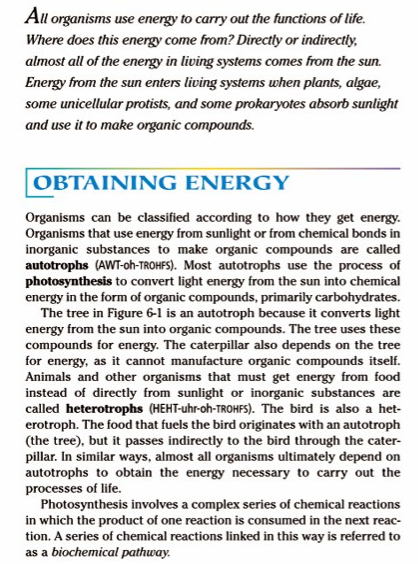 All organisms use energy to carry out the functions of life.
Where does this energy come from? Directly or indirectly,
almost all of the energy in living systems comes from the sun.
Energy from the sun enters living systems when plants, algae,
some unicellular protists, and some prokaryotes absorb sunlight
and use it to make organic compounds.
OBTAINING ENERGY
Organisms can be classified according to how they get energy.
Organisms that use energy from sunlight or from chemical bonds in
inorganic substances to make organic compounds are called
autotrophs (AWT-oh-TROHFS). Most autotrophs use the process of
photosynthesis to convert light energy from the sun into chemical
energy in the form of organic compounds, primarily carbohydrates.
The tree in Figure 6-1 is an autotroph because it converts light
energy from the sun into organic compounds. The tree uses these
compounds for energy. The caterpillar also depends on the tree
for energy, as it cannot manufacture organic compounds itself.
Animals and other organisms that must get energy from food
instead of directly from sunlight or inorganic substances are
called heterotrophs (HEHT-uhr-oh-TROHFS). The bird is also a het-
erotroph. The food that fuels the bird originates with an autotroph
(the tree), but it passes indirectly to the bird through the cater-
pillar. In similar ways, almost all organisms ultimately depend on
autotrophs to obtain the energy necessary to carry out the
processes of life.
Photosynthesis involves a complex series of chemical reactions
in which the product of one reaction is consumed in the next reac-
tion. A series of chemical reactions linked in this way is referred to
as a biochemical pathway.